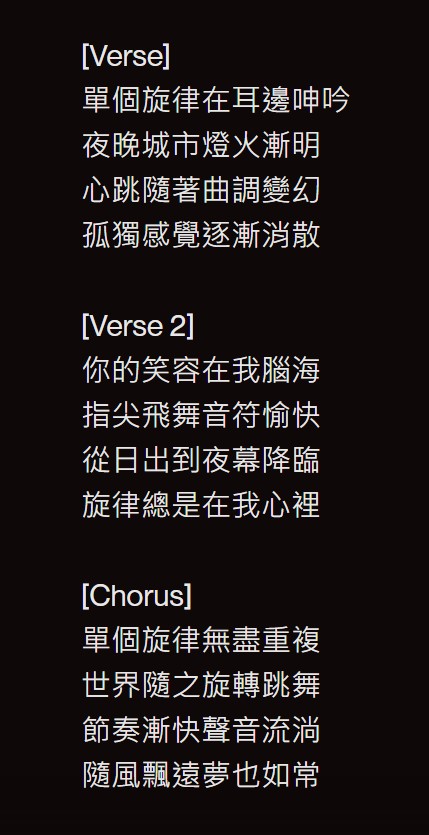 [Verse]
單個旋律在耳邊呻吟
夜晚城市燈火漸明
心跳隨著曲調變幻
孤獨感覺逐漸消散
[Verse 2]
你的笑容在我腦海
指尖飛舞音符愉快
從日出到夜幕降臨
旋律總是在我心裡
[Chorus]
單個旋律無盡重複
世界隨之旋轉跳舞
節奏漸快聲音流淌
隨風飄遠夢也如常